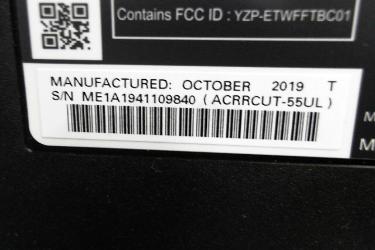 Contains FCC ID : YZP-ETWFFTBC01
MANUFACTURED: OCTOBER 2019 T
S/N ME1A1941109840 ( ACRRCUT-55UL )
M
M